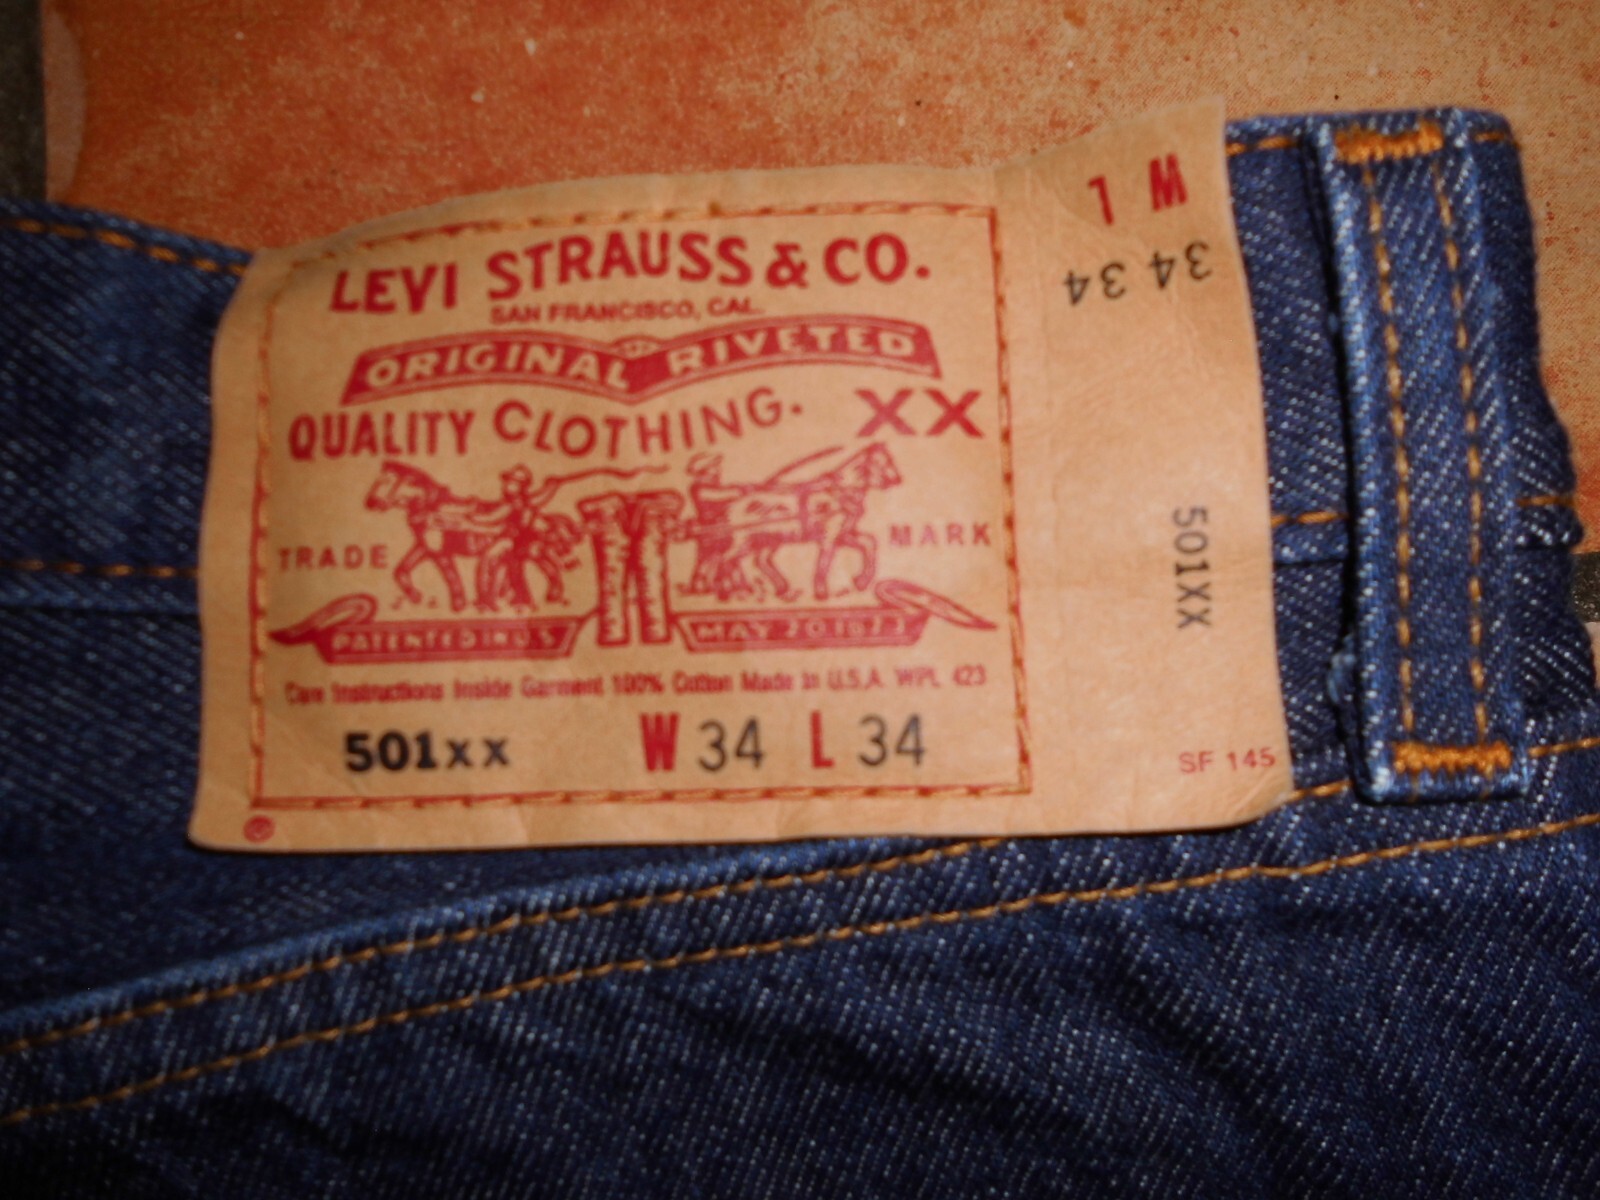 LEVI STRAUSS & CO.
SAN FRANCISCO, CAL.
ORIGINAL RIVETED
QUALITY CLOTHING. XX
TRADE MARK
PATENTED IN U.S. MAY 20 1873
Care Instructions Inside Garment 100% Cotton Made in U.S.A. WPL 423
501xx W 34 L 34
®
W L
34 34
501XX
SF 145